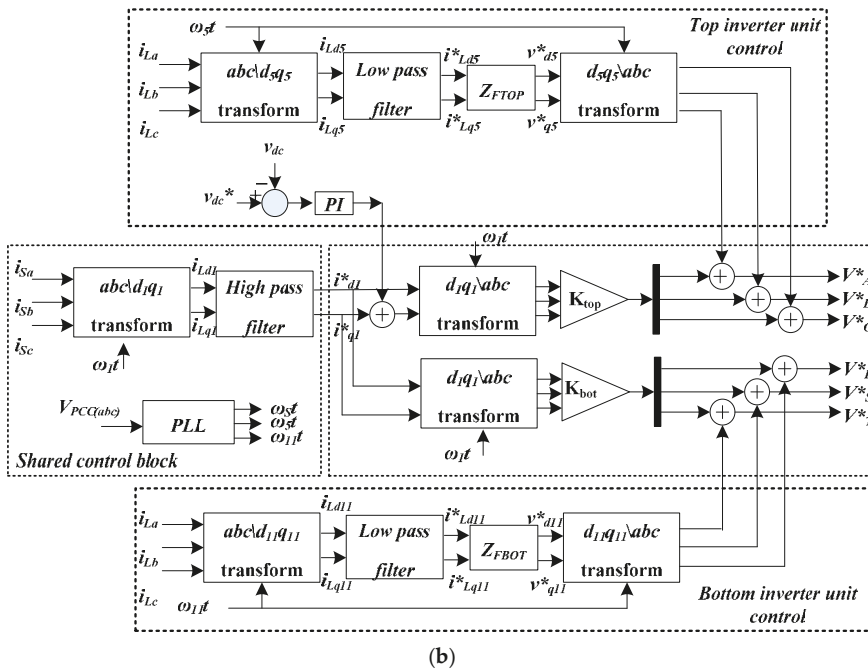 ω5t
Top inverter unit
control
iLa
iLb
iLc
abc\d5q5
transform
iLd5
iLq5
Low pass
filter
i*Ld5
i*Lq5
ZFTOP
v*d5
v*q5
d5q5\abc
transform
vdc
vdc*
−
+
PI
iSa
iSb
iSc
abc\d1q1
transform
ω1t
iLd1
iLq1
High pass
filter
i*d1
i*q1
+
ω1t
d1q1\abc
transform
Ktop
+
+
+
V*A
d1q1\abc
transform
ω1t
Kbot
+
+
+
VPCC(abc)
PLL
ωSt
ω5t
ω11t
Shared control block
iLa
iLb
iLc
ω11t
abc\d11q11
transform
iLd11
iLq11
Low pass
filter
i*Ld11
i*Lq11
ZFBOT
v*d11
v*q11
d11q11\abc
transform
Bottom inverter unit
control
(b)